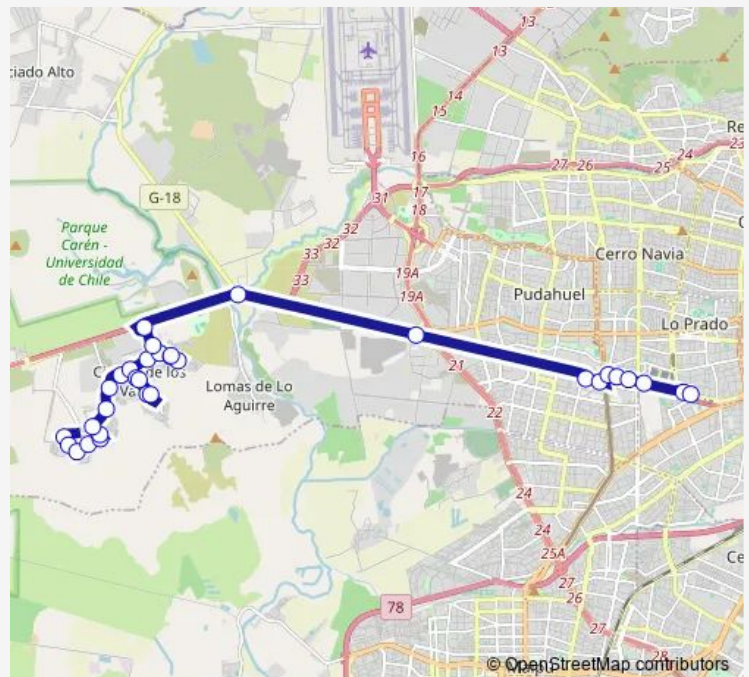 ciado Alto
G-18
Parque
Carén -
Universidad
de Chile
Lomas de Lo
Aguirre
Pudahuel
Cerro Navia
Lo Prado
Re
Ce
13
13
14
15
16
17
18
19A
19A
21
22
24
24
25A
27
26
27
28
31
32
32
33
33
27
26
25
24
23
78
© OpenStreetMap contributors